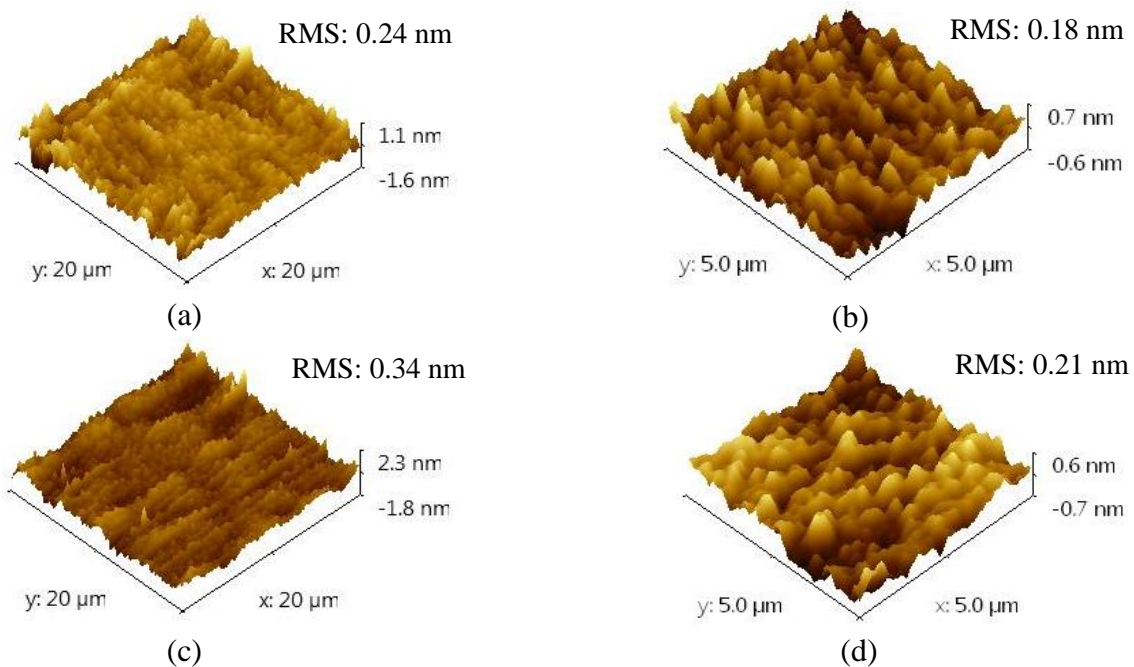 RMS: 0.24 nm
1.1 nm
-1.6 nm
y: 20 µm
x: 20 µm
(a)
RMS: 0.18 nm
0.7 nm
-0.6 nm
y: 5.0 µm
x: 5.0 µm
(b)
RMS: 0.34 nm
2.3 nm
-1.8 nm
y: 20 µm
x: 20 µm
(c)
RMS: 0.21 nm
0.6 nm
-0.7 nm
y: 5.0 µm
x: 5.0 µm
(d)